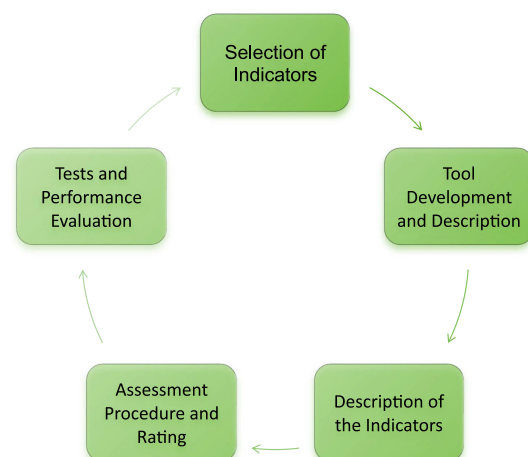 Selection of
Indicators
Tool
Development
and Description
Description of
the Indicators
Assessment
Procedure and
Rating
Tests and
Performance
Evaluation